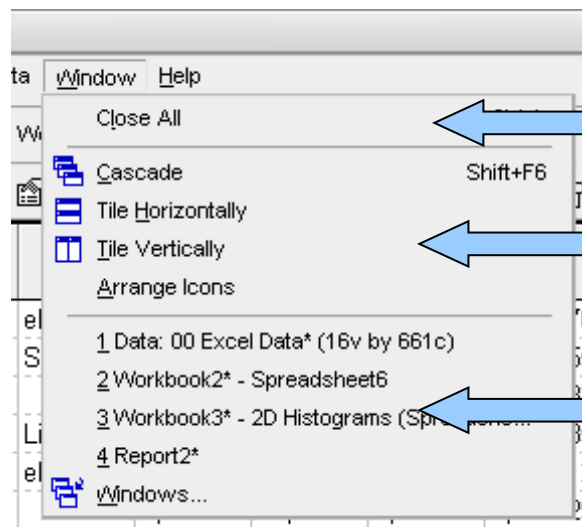 ta Window Help
Close All
Cascade Shift+F6
Tile Horizontally
Tile Vertically
Arrange Icons
1 Data: 00 Excel Data* (16v by 661c)
2 Workbook2* - Spreadsheet6
3 Workbook3* - 2D Histograms
4 Report2*
Windows...